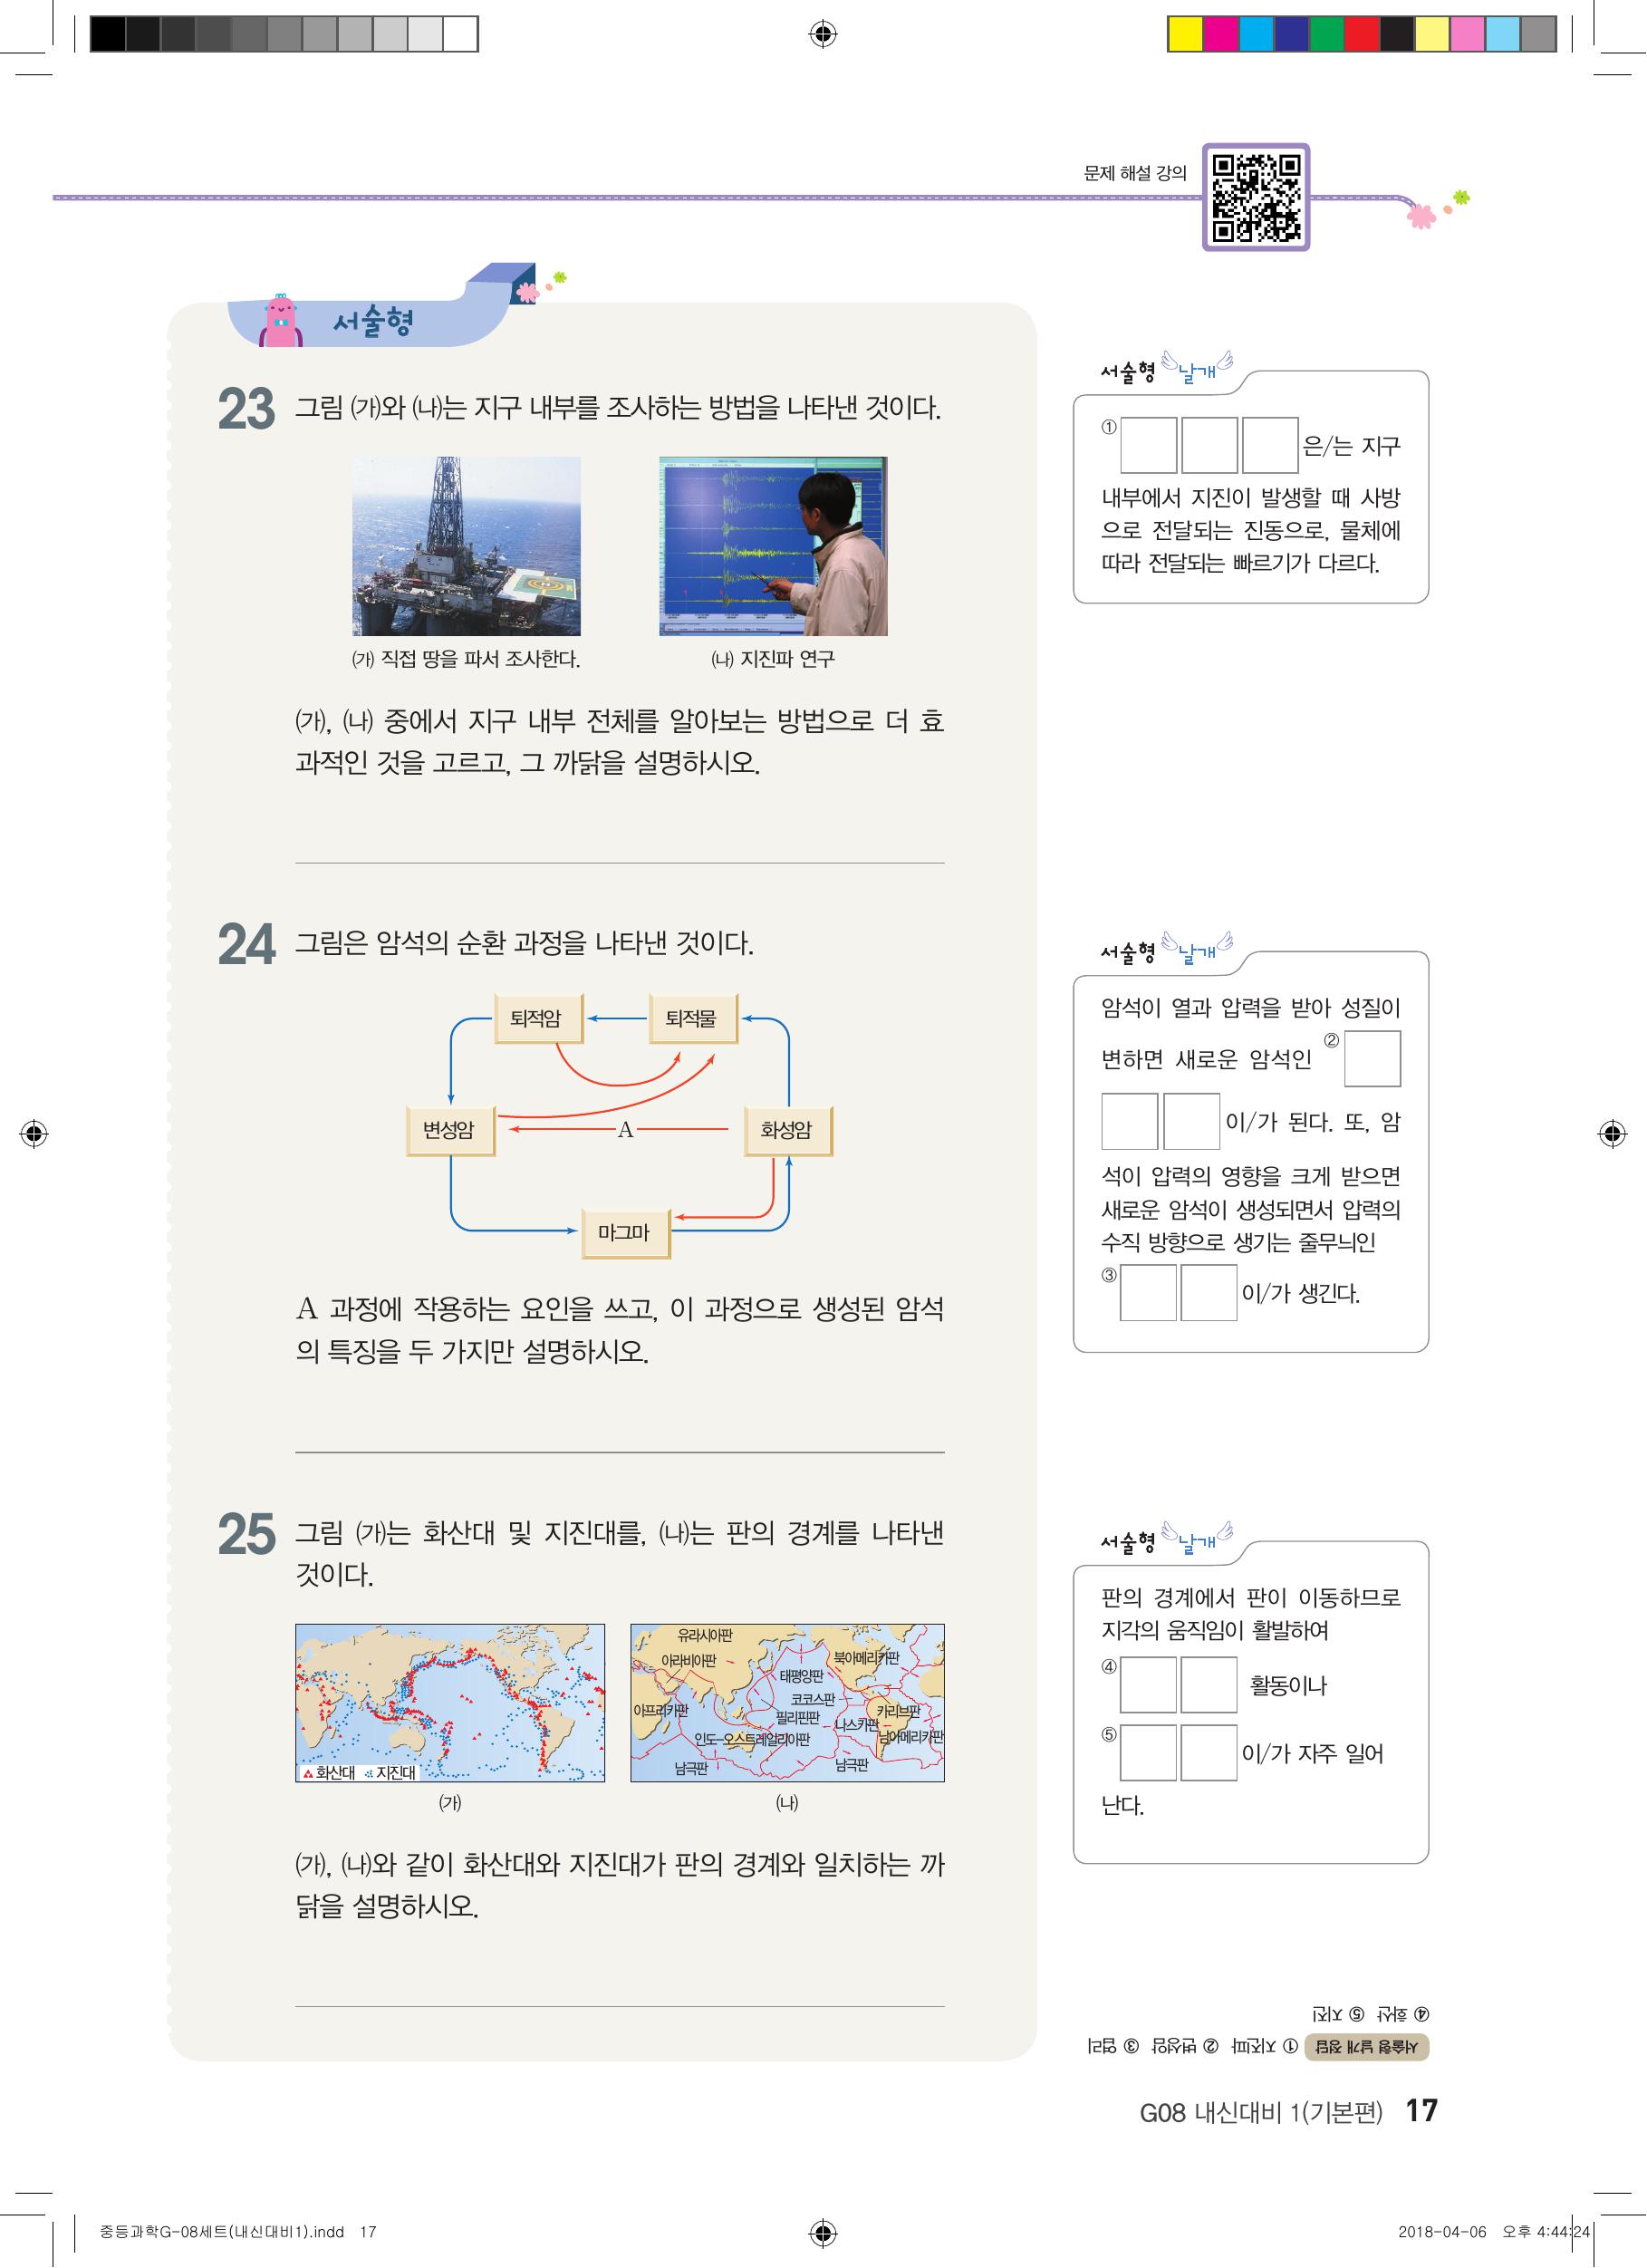 문제 해설 강의
서술형
23 그림 ㈎와 ㈏는 지구 내부를 조사하는 방법을 나타낸 것이다.
㈎ 직접 땅을 파서 조사한다.
㈏ 지진파 연구
㈎, ㈏ 중에서 지구 내부 전체를 알아보는 방법으로 더 효
과적인 것을 고르고, 그 까닭을 설명하시오.
서술형 날개
① 은/는 지구
내부에서 지진이 발생할 때 사방
으로 전달되는 진동으로, 물체에
따라 전달되는 빠르기가 다르다.
24 그림은 암석의 순환 과정을 나타낸 것이다.
퇴적암 퇴적물
변성암 A 화성암
마그마
A 과정에 작용하는 요인을 쓰고, 이 과정으로 생성된 암석
의 특징을 두 가지만 설명하시오.
서술형 날개
암석이 열과 압력을 받아 성질이
변하면 새로운 암석인 ②
이/가 된다. 또, 암
석이 압력의 영향을 크게 받으면
새로운 암석이 생성되면서 압력의
수직 방향으로 생기는 줄무늬인
③ 이/가 생긴다.
25 그림 ㈎는 화산대 및 지진대를, ㈏는 판의 경계를 나타낸
것이다.
화산대 지진대
㈎
유라시아판
아라비아판
북아메리카판
태평양판
코코스판
아프리카판
카리브판
필리핀판
나스카판
인도-오스트레일리아판
남아메리카판
남극판
남극판
㈏
㈎, ㈏와 같이 화산대와 지진대가 판의 경계와 일치하는 까
닭을 설명하시오.
서술형 날개
판의 경계에서 판이 이동하므로
지각의 움직임이 활발하여
④ 활동이나
⑤ 이/가 자주 일어
난다.
서술형 날개 정답 ① 지진파 ② 변성암 ③ 엽리
④ 화산 ⑤ 지진
G08 내신대비 1(기본편) 17
중등과학G-08세트(내신대비1).indd 17
2018-04-06 오후 4:44:24